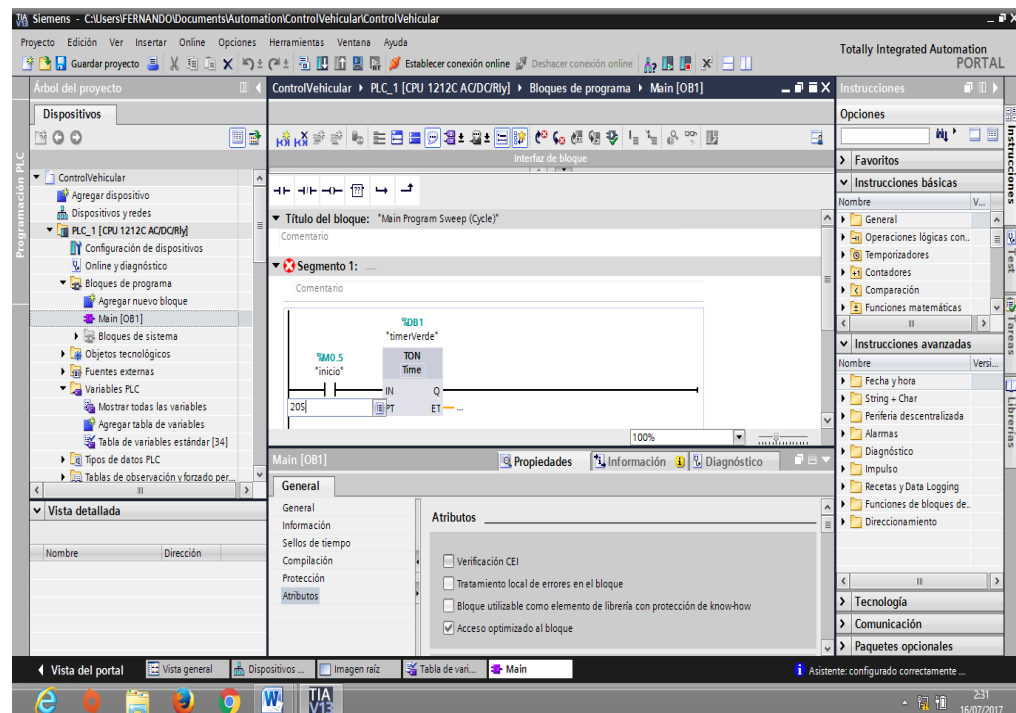 Siemens - C:\Users\FERNANDO\Documents\Automation\ControlVehicular\ControlVehicular
Proyecto Edición Ver Insertar Online Opciones Herramientas Ventana Ayuda
Totally Integrated Automation
PORTAL
Guardar proyecto
Establecer conexión online
Deshacer conexión online
Árbol del proyecto
ControlVehicular
PLC_1 [CPU 1212C AC/DC/Rly]
Bloques de programa
Main [OB1]
Instrucciones
Dispositivos
Opciones
Interfaz de bloque
Programación PLC
ControlVehicular
Agregar dispositivo
Dispositivos y redes
PLC_1 [CPU 1212C AC/DC/Rly]
Configuración de dispositivos
Online y diagnóstico
Bloques de programa
Agregar nuevo bloque
Main [OB1]
Bloques de sistema
Objetos tecnológicos
Fuentes externas
Variables PLC
Mostrar todas las variables
Agregar tabla de variables
Tabla de variables estándar [34]
Tipos de datos PLC
Tablas de observación y forzado per...
Vista detallada
Nombre Dirección
Título del bloque: "Main Program Sweep (Cycle)"
Comentario
Segmento 1: ....
Comentario
%DB1
"timerVerde"
%M0.5
"inicio"
TON
Time
IN Q
20S
PT ET ...
100%
Main [OB1]
Propiedades
Información
Diagnóstico
General
General
Información
Sellos de tiempo
Compilación
Protección
Atributos
Atributos
Verificación CEI
Tratamiento local de errores en el bloque
Bloque utilizable como elemento de librería con protección de know-how
Acceso optimizado al bloque
Favoritos
Instrucciones básicas
Nombre V...
General
Operaciones lógicas con..
Temporizadores
Contadores
Comparación
Funciones matemáticas
Instrucciones avanzadas
Nombre Versi...
Fecha y hora
String + Char
Periferia descentralizada
Alarmas
Diagnóstico
Impulso
Recetas y Data Logging
Funciones de bloques de..
Direccionamiento
Tecnología
Comunicación
Paquetes opcionales
Instrucciones
Test
Tareas
Librerías
Vista del portal
Vista general
Dispositivos ...
Imagen raíz
Tabla de vari...
Main
Asistente: configurado correctamente ...
TIA
V13
2:31
16/07/2017